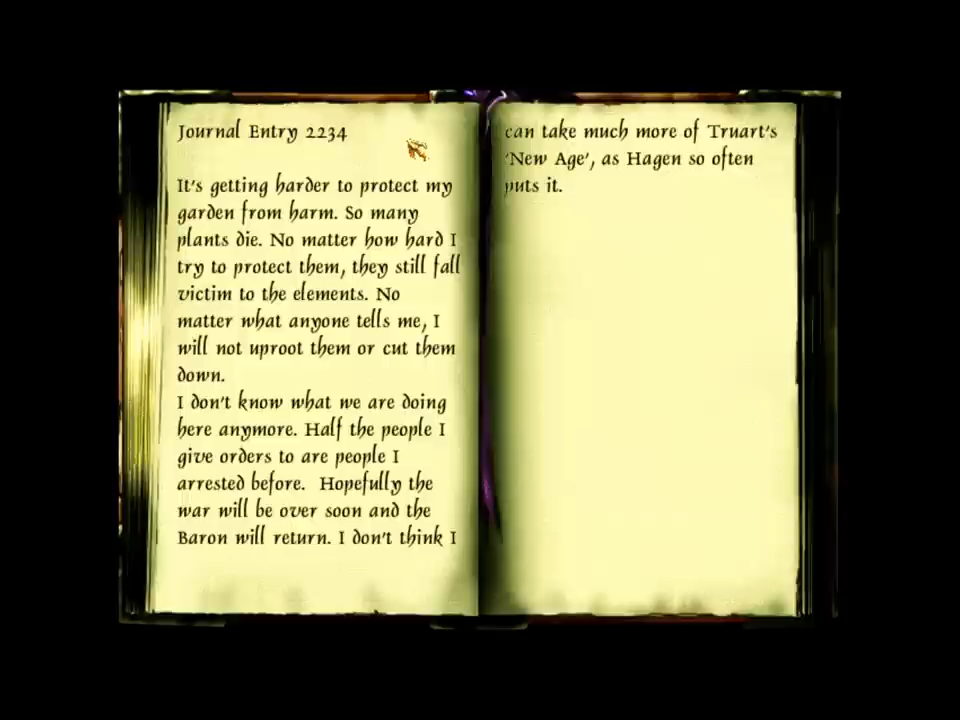 Journal Entry 2234
It's getting harder to protect my
garden from harm. So many
plants die. No matter how hard I
try to protect them, they still fall
victim to the elements. No
matter what anyone tells me, I
will not uproot them or cut them
down.
I don't know what we are doing
here anymore. Half the people I
give orders to are people I
arrested before.  Hopefully the
war will be over soon and the
Baron will return. I don't think I
can take much more of Truart's
'New Age', as Hagen so often
puts it.